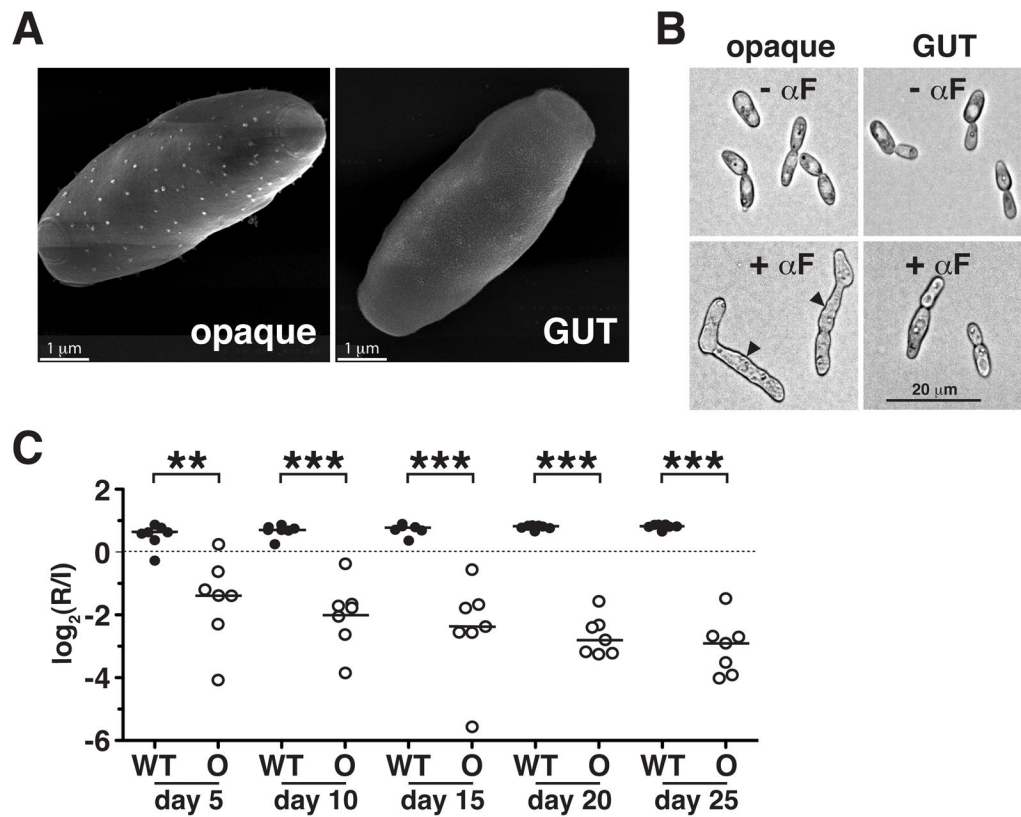 A
opaque
1 μm
GUT
1 μm
B
opaque
GUT
- αF
- αF
+ αF
+ αF
20 μm
C
** *** *** *** ***
2
0
-2
-4
-6
log2(R/I)
WT O WT O WT O WT O WT O
day 5 day 10 day 15 day 20 day 25